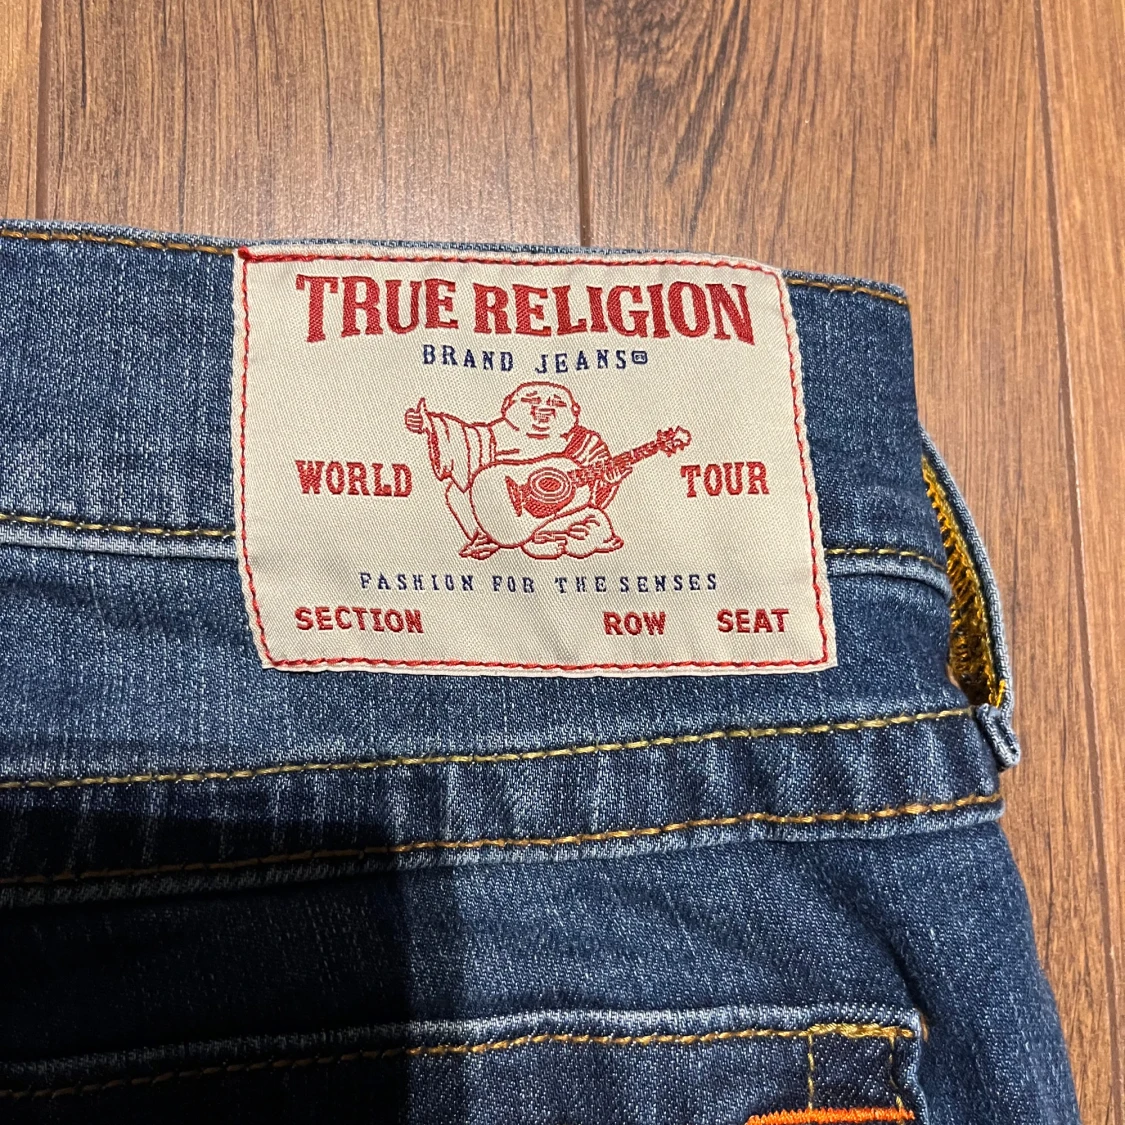 TRUE RELIGION
BRAND JEANS
WORLD TOUR
FASHION FOR THE SENSES
SECTION ROW SEAT